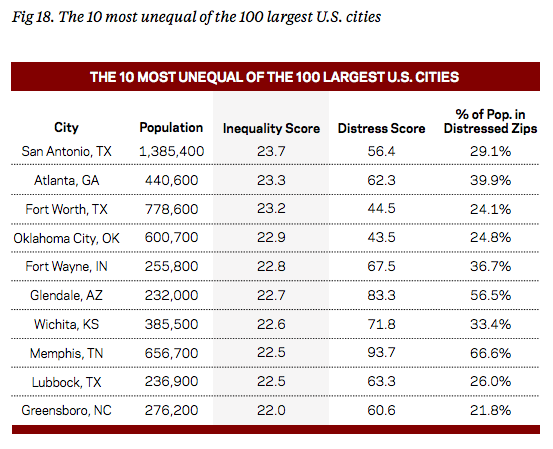 Fig 18. The 10 most unequal of the 100 largest U.S. cities
THE 10 MOST UNEQUAL OF THE 100 LARGEST U.S. CITIES
City Population Inequality Score Distress Score % of Pop. in Distressed Zips
San Antonio, TX 1,385,400 23.7 56.4 29.1%
Atlanta, GA 440,600 23.3 62.3 39.9%
Fort Worth, TX 778,600 23.2 44.5 24.1%
Oklahoma City, OK 600,700 22.9 43.5 24.8%
Fort Wayne, IN 255,800 22.8 67.5 36.7%
Glendale, AZ 232,000 22.7 83.3 56.5%
Wichita, KS 385,500 22.6 71.8 33.4%
Memphis, TN 656,700 22.5 93.7 66.6%
Lubbock, TX 236,900 22.5 63.3 26.0%
Greensboro, NC 276,200 22.0 60.6 21.8%